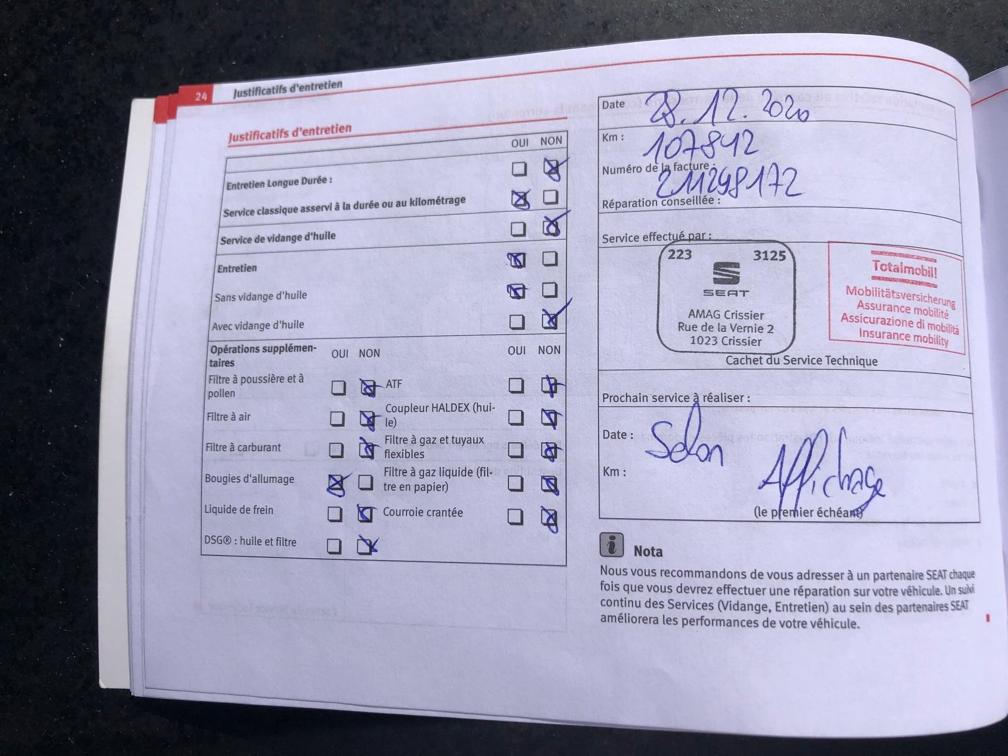 24
Justificatifs d'entretien
Justificatifs d'entretien
OUI NON
Entretien Longue Durée :
Service classique asservi à la durée ou au kilométrage
Service de vidange d'huile
Entretien
Sans vidange d'huile
Avec vidange d'huile
Opérations supplémen-
taires
OUI NON
OUI NON
Filtre à poussière et à
pollen
ATF
Filtre à air
Coupleur HALDEX (hui-
le)
Filtre à carburant
Filtre à gaz et tuyaux
flexibles
Bougies d'allumage
Filtre à gaz liquide (fil-
tre en papier)
Liquide de frein
Courroie crantée
DSG® : huile et filtre
Date 28.12.2020
Km : 107842
Numéro de la facture : 211298172
Réparation conseillée :
Service effectué par :
223 3125
SEAT
AMAG Crissier
Rue de la Vernie 2
1023 Crissier
Totalmobil!
Mobilitätsversicherung
Assurance mobilité
Assicurazione di mobilità
Insurance mobility
Cachet du Service Technique
Prochain service à réaliser :
Date : Selon
Km : Affichage
(le premier échéant)
Nota
Nous vous recommandons de vous adresser à un partenaire SEAT chaque
fois que vous devrez effectuer une réparation sur votre véhicule. Un suivi
continu des Services (Vidange, Entretien) au sein des partenaires SEAT
améliorera les performances de votre véhicule.